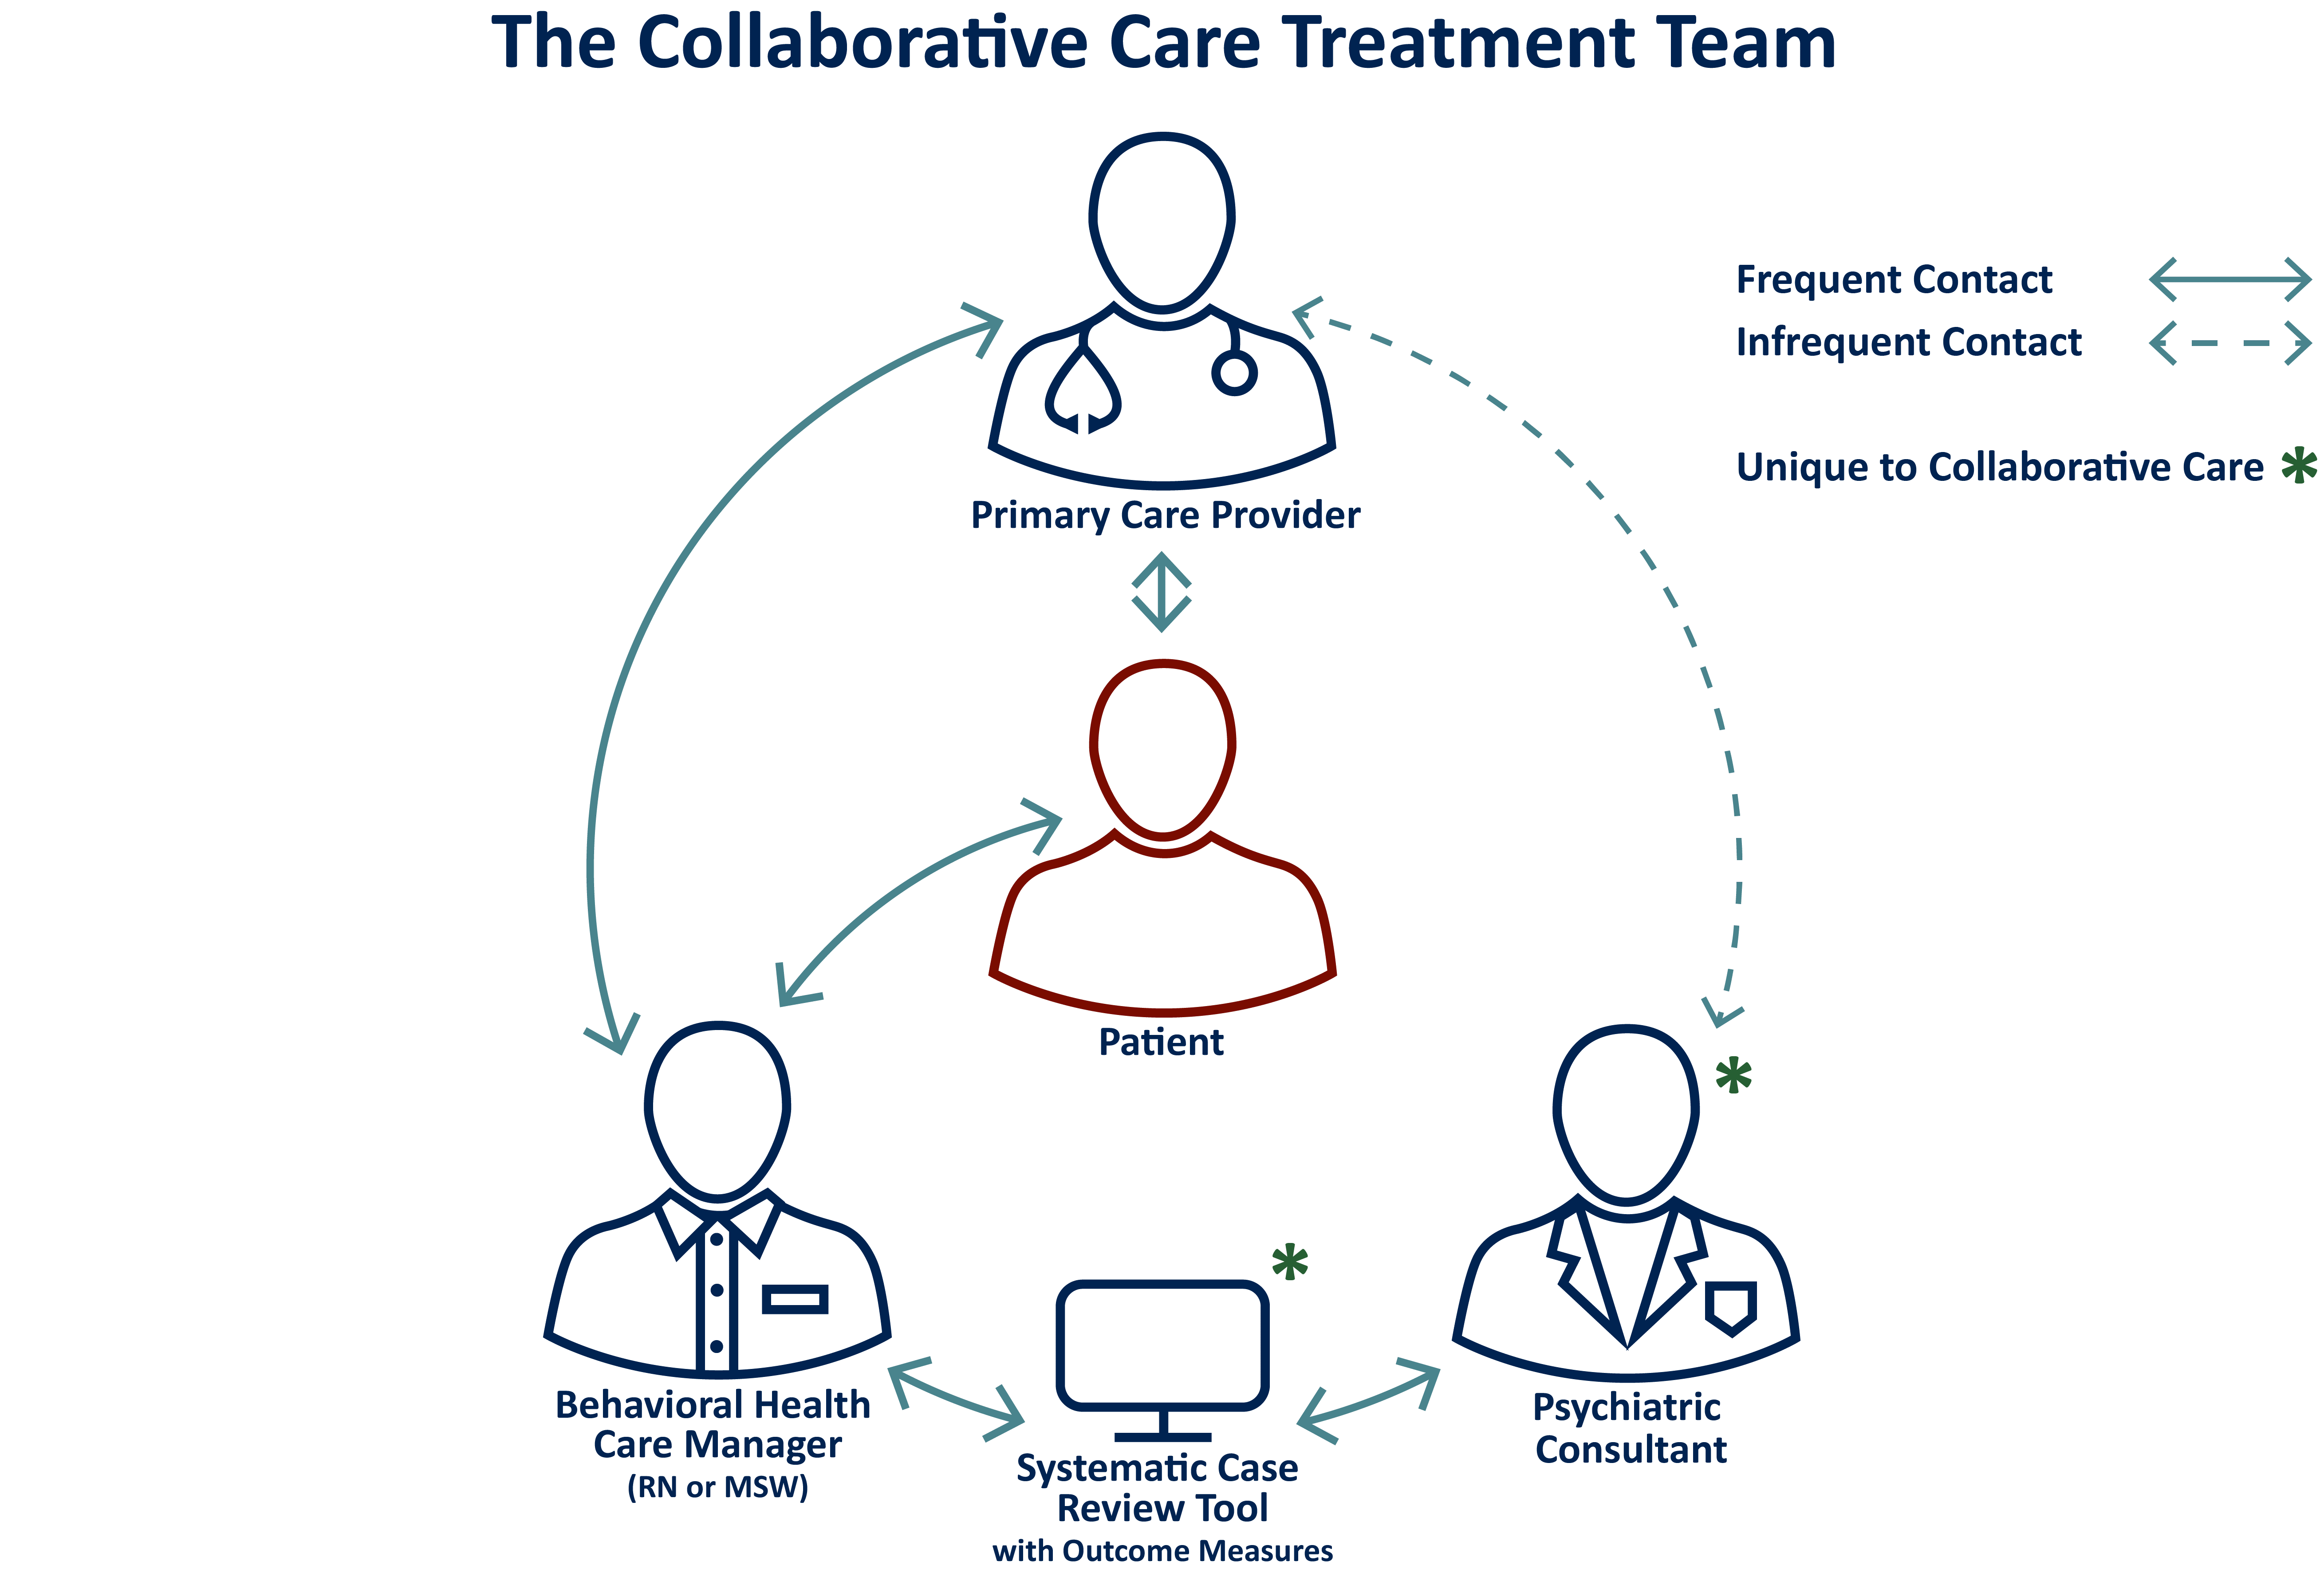 The Collaborative Care Treatment Team
Frequent Contact
Infrequent Contact
Unique to Collaborative Care *
Primary Care Provider
Patient
*
*
Behavioral Health
Care Manager
(RN or MSW)
Systematic Case
Review Tool
with Outcome Measures
Psychiatric
Consultant